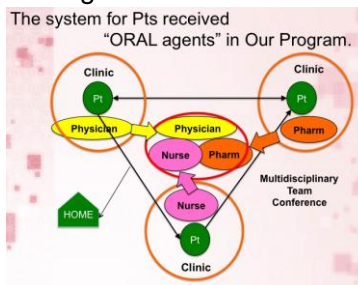 The system for Pts received
"ORAL agents" in Our Program.
Clinic
Clinic
Pt
Pt
Physician
Physician
Pharm
Nurse
Pharm
Nurse
Multidisciplinary
Team
Conference
HOME
Pt
Clinic